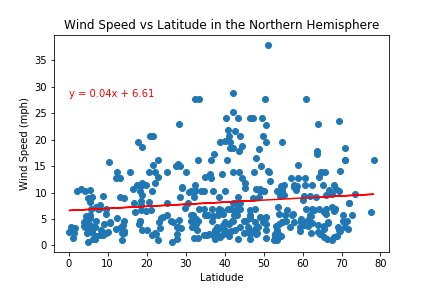 Wind Speed vs Latitude in the Northern Hemisphere
y = 0.04x + 6.61
Wind Speed (mph)
35
30
25
20
15
10
5
0
0 10 20 30 40 50 60 70 80
Latidude